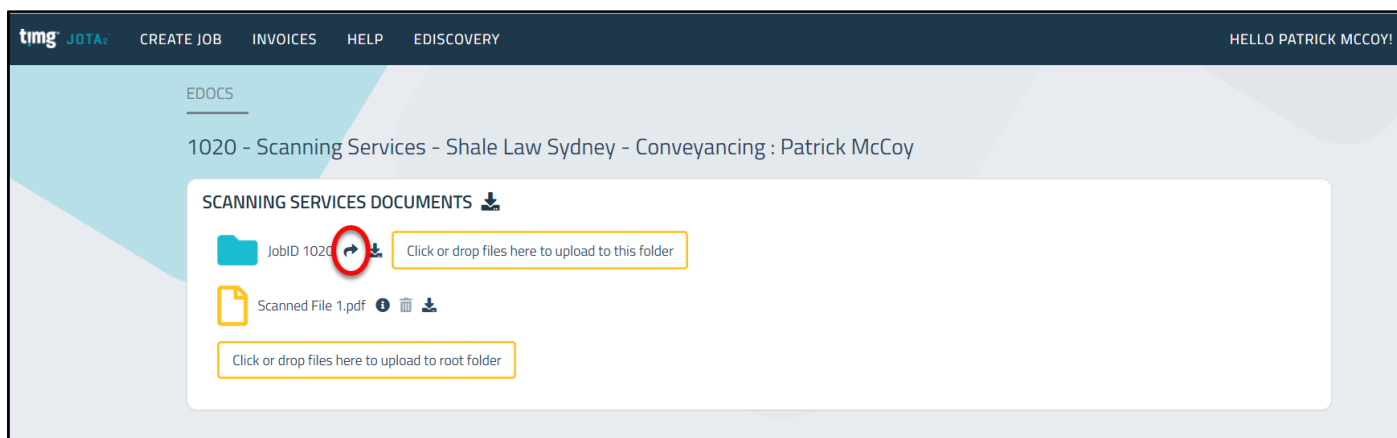 timg JOTA2 CREATE JOB INVOICES HELP EDISCOVERY HELLO PATRICK MCCOY!
EDOCS
1020 - Scanning Services - Shale Law Sydney - Conveyancing : Patrick McCoy
SCANNING SERVICES DOCUMENTS
JobID 1020 Click or drop files here to upload to this folder
Scanned File 1.pdf
Click or drop files here to upload to root folder